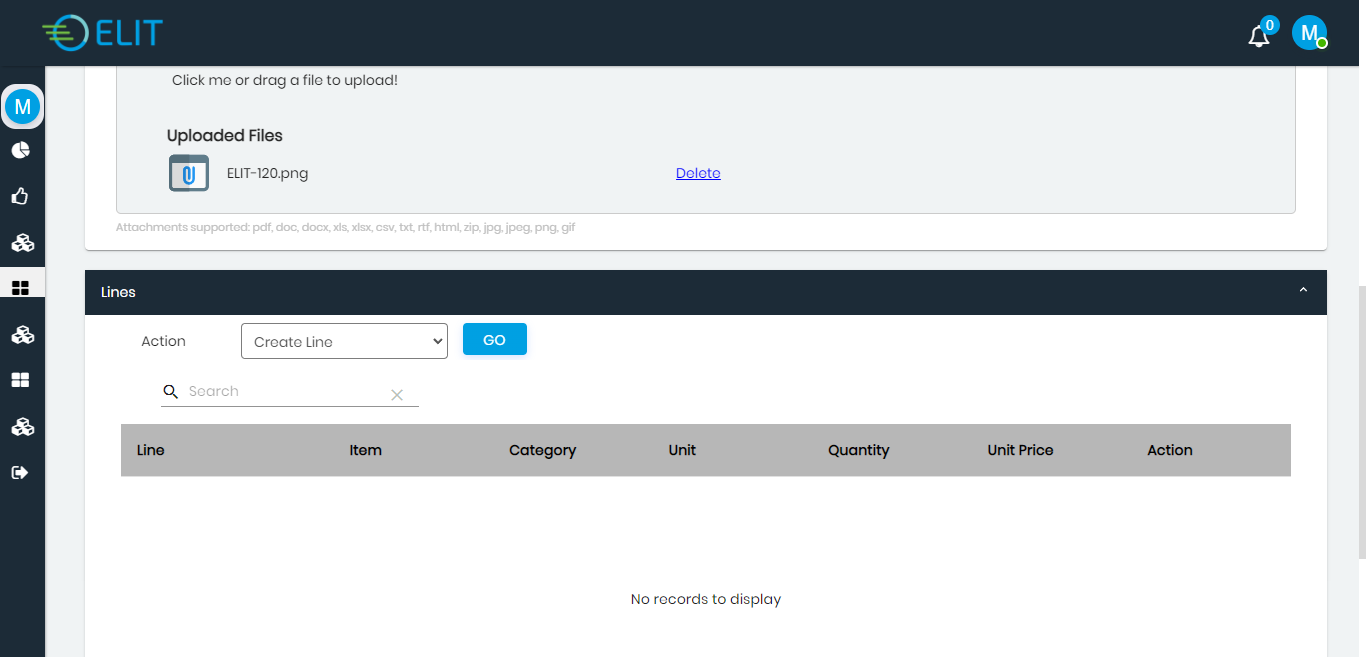 ELIT
0
M
M
Click me or drag a file to upload!
Uploaded Files
ELIT-120.png Delete
Attachments supported: pdf, doc, docx, xls, xlsx, csv, txt, rtf, html, zip, jpg, jpeg, png, gif
Lines
Action Create Line GO
Search
Line Item Category Unit Quantity Unit Price Action
No records to display